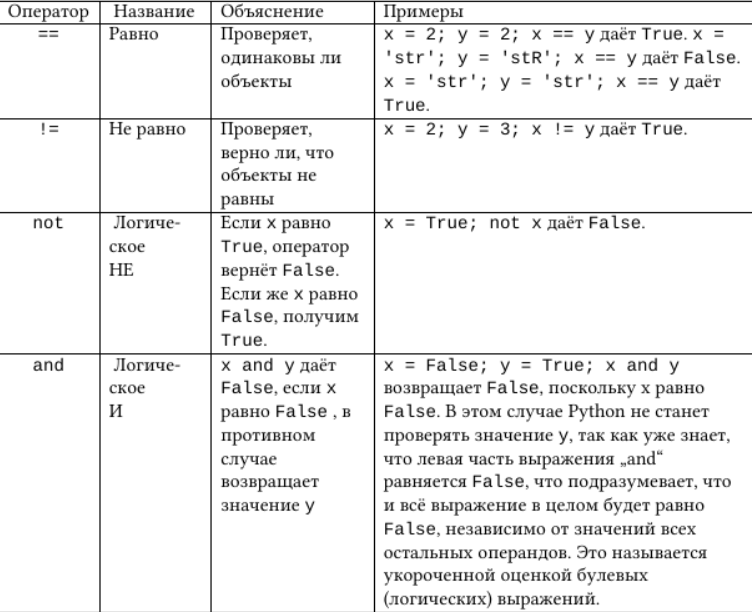 Оператор Название Объяснение Примеры
== Равно Проверяет, x = 2; y = 2; x == y даёт True. x =
одинаковы ли 'str'; y = 'stR'; x == y даёт False.
объекты x = 'str'; y = 'str'; x == y даёт
True.
!= Не равно Проверяет, x = 2; y = 3; x != y даёт True.
верно ли, что
объекты не
равны
not Логиче- Если x равно x = True; not x даёт False.
ское True, оператор
НЕ вернёт False.
Если же x равно
False, получим
True.
and Логиче- x and y даёт x = False; y = True; x and y
ское False, если x возвращает False, поскольку x равно
И равно False , в False. В этом случае Python не станет
противном проверять значение y, так как уже знает,
случае что левая часть выражения „and“
возвращает равняется False, что подразумевает, что
значение y и всё выражение в целом будет равно
False, независимо от значений всех
остальных операндов. Это называется
укороченной оценкой булевых
(логических) выражений.